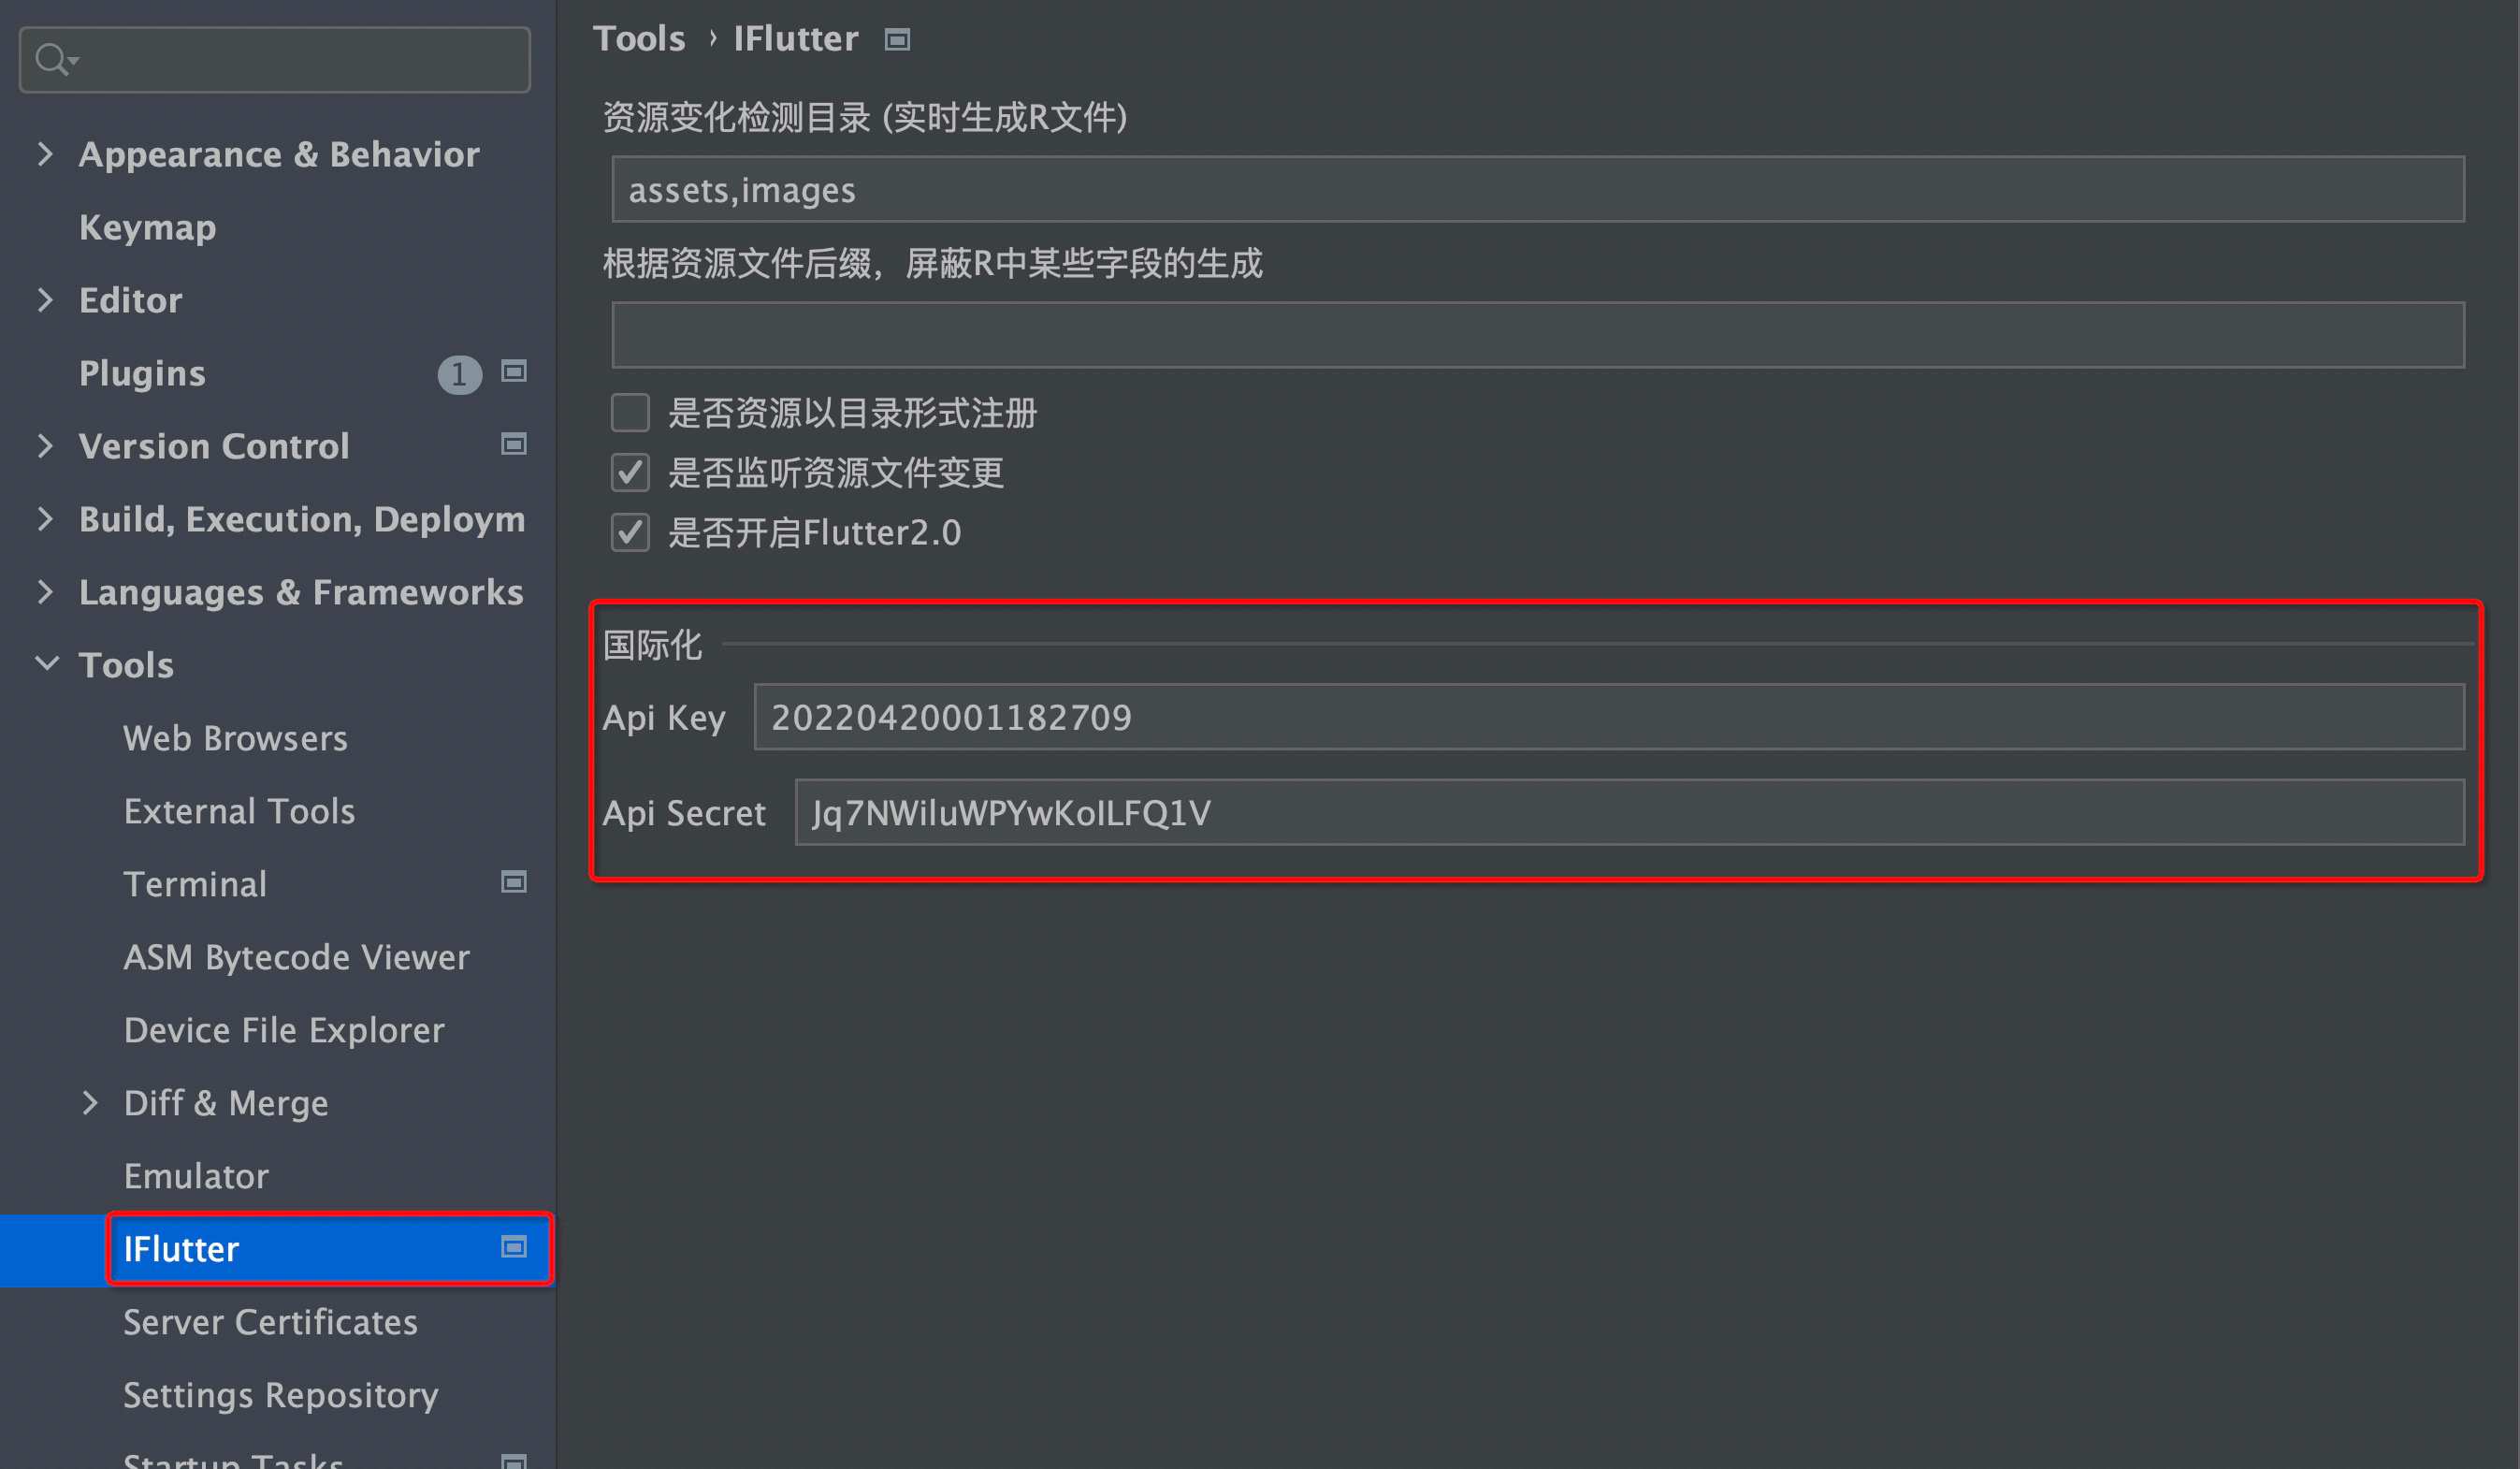 Appearance & Behavior
Keymap
Editor
Plugins 1
Version Control
Build, Execution, Deploym
Languages & Frameworks
Tools
Web Browsers
External Tools
Terminal
ASM Bytecode Viewer
Device File Explorer
Diff & Merge
Emulator
IFlutter
Server Certificates
Settings Repository
Startup Tasks
Tools › IFlutter
资源变化检测目录 (实时生成R文件)
assets,images
根据资源文件后缀，屏蔽R中某些字段的生成
是否资源以目录形式注册
是否监听资源文件变更
是否开启Flutter2.0
国际化
Api Key 20220420001182709
Api Secret Jq7NWiluWPYwKoILFQ1V